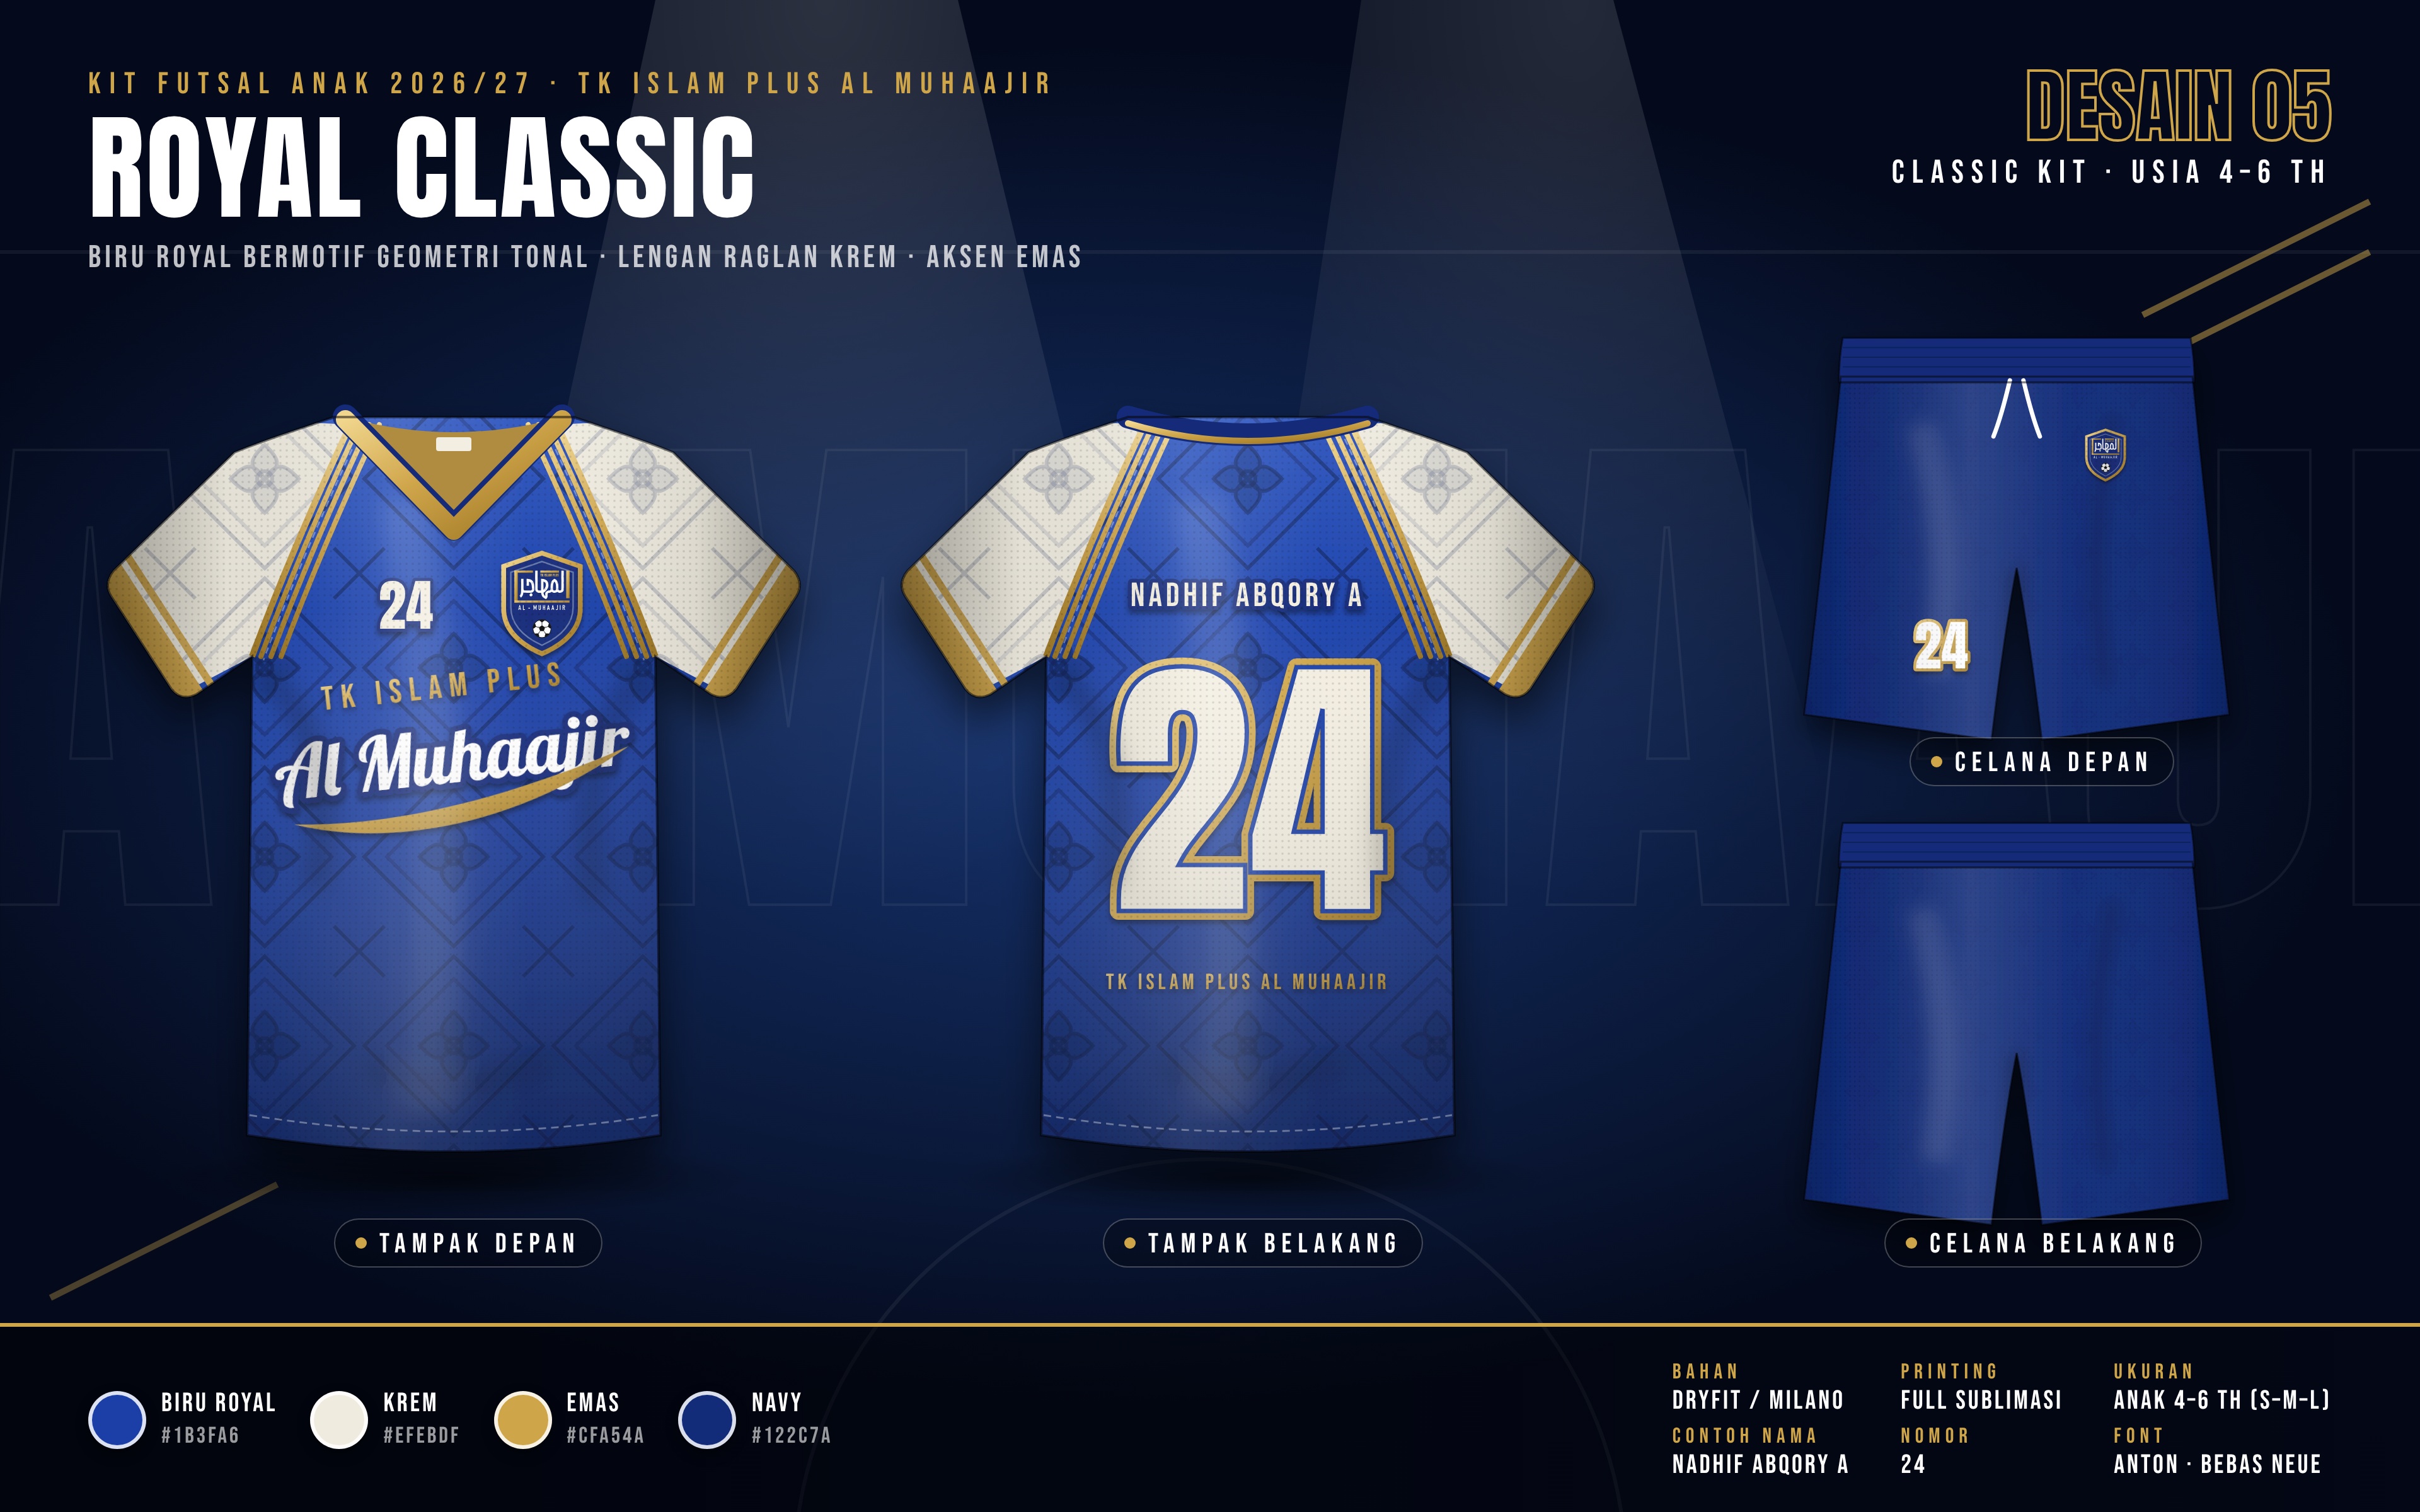 KIT FUTSAL ANAK 2026/27 · TK ISLAM PLUS AL MUHAAJIR
ROYAL CLASSIC
BIRU ROYAL BERMOTIF GEOMETRI TONAL · LENGAN RAGLAN KREM · AKSEN EMAS
DESAIN 05
CLASSIC KIT · USIA 4–6 TH
24
المهاجر
AL - MUHAAJIR
TK ISLAM PLUS
Al Muhaajir
TAMPAK DEPAN
NADHIF ABQORY A
24
TK ISLAM PLUS AL MUHAAJIR
TAMPAK BELAKANG
المهاجر
AL - MUHAAJIR
24
CELANA DEPAN
CELANA BELAKANG
BIRU ROYAL
#1B3FA6
KREM
#EFEBDF
EMAS
#CFA54A
NAVY
#122C7A
BAHAN
DRYFIT / MILANO
PRINTING
FULL SUBLIMASI
UKURAN
ANAK 4–6 TH (S–M–L)
CONTOH NAMA
NADHIF ABQORY A
NOMOR
24
FONT
ANTON · BEBAS NEUE